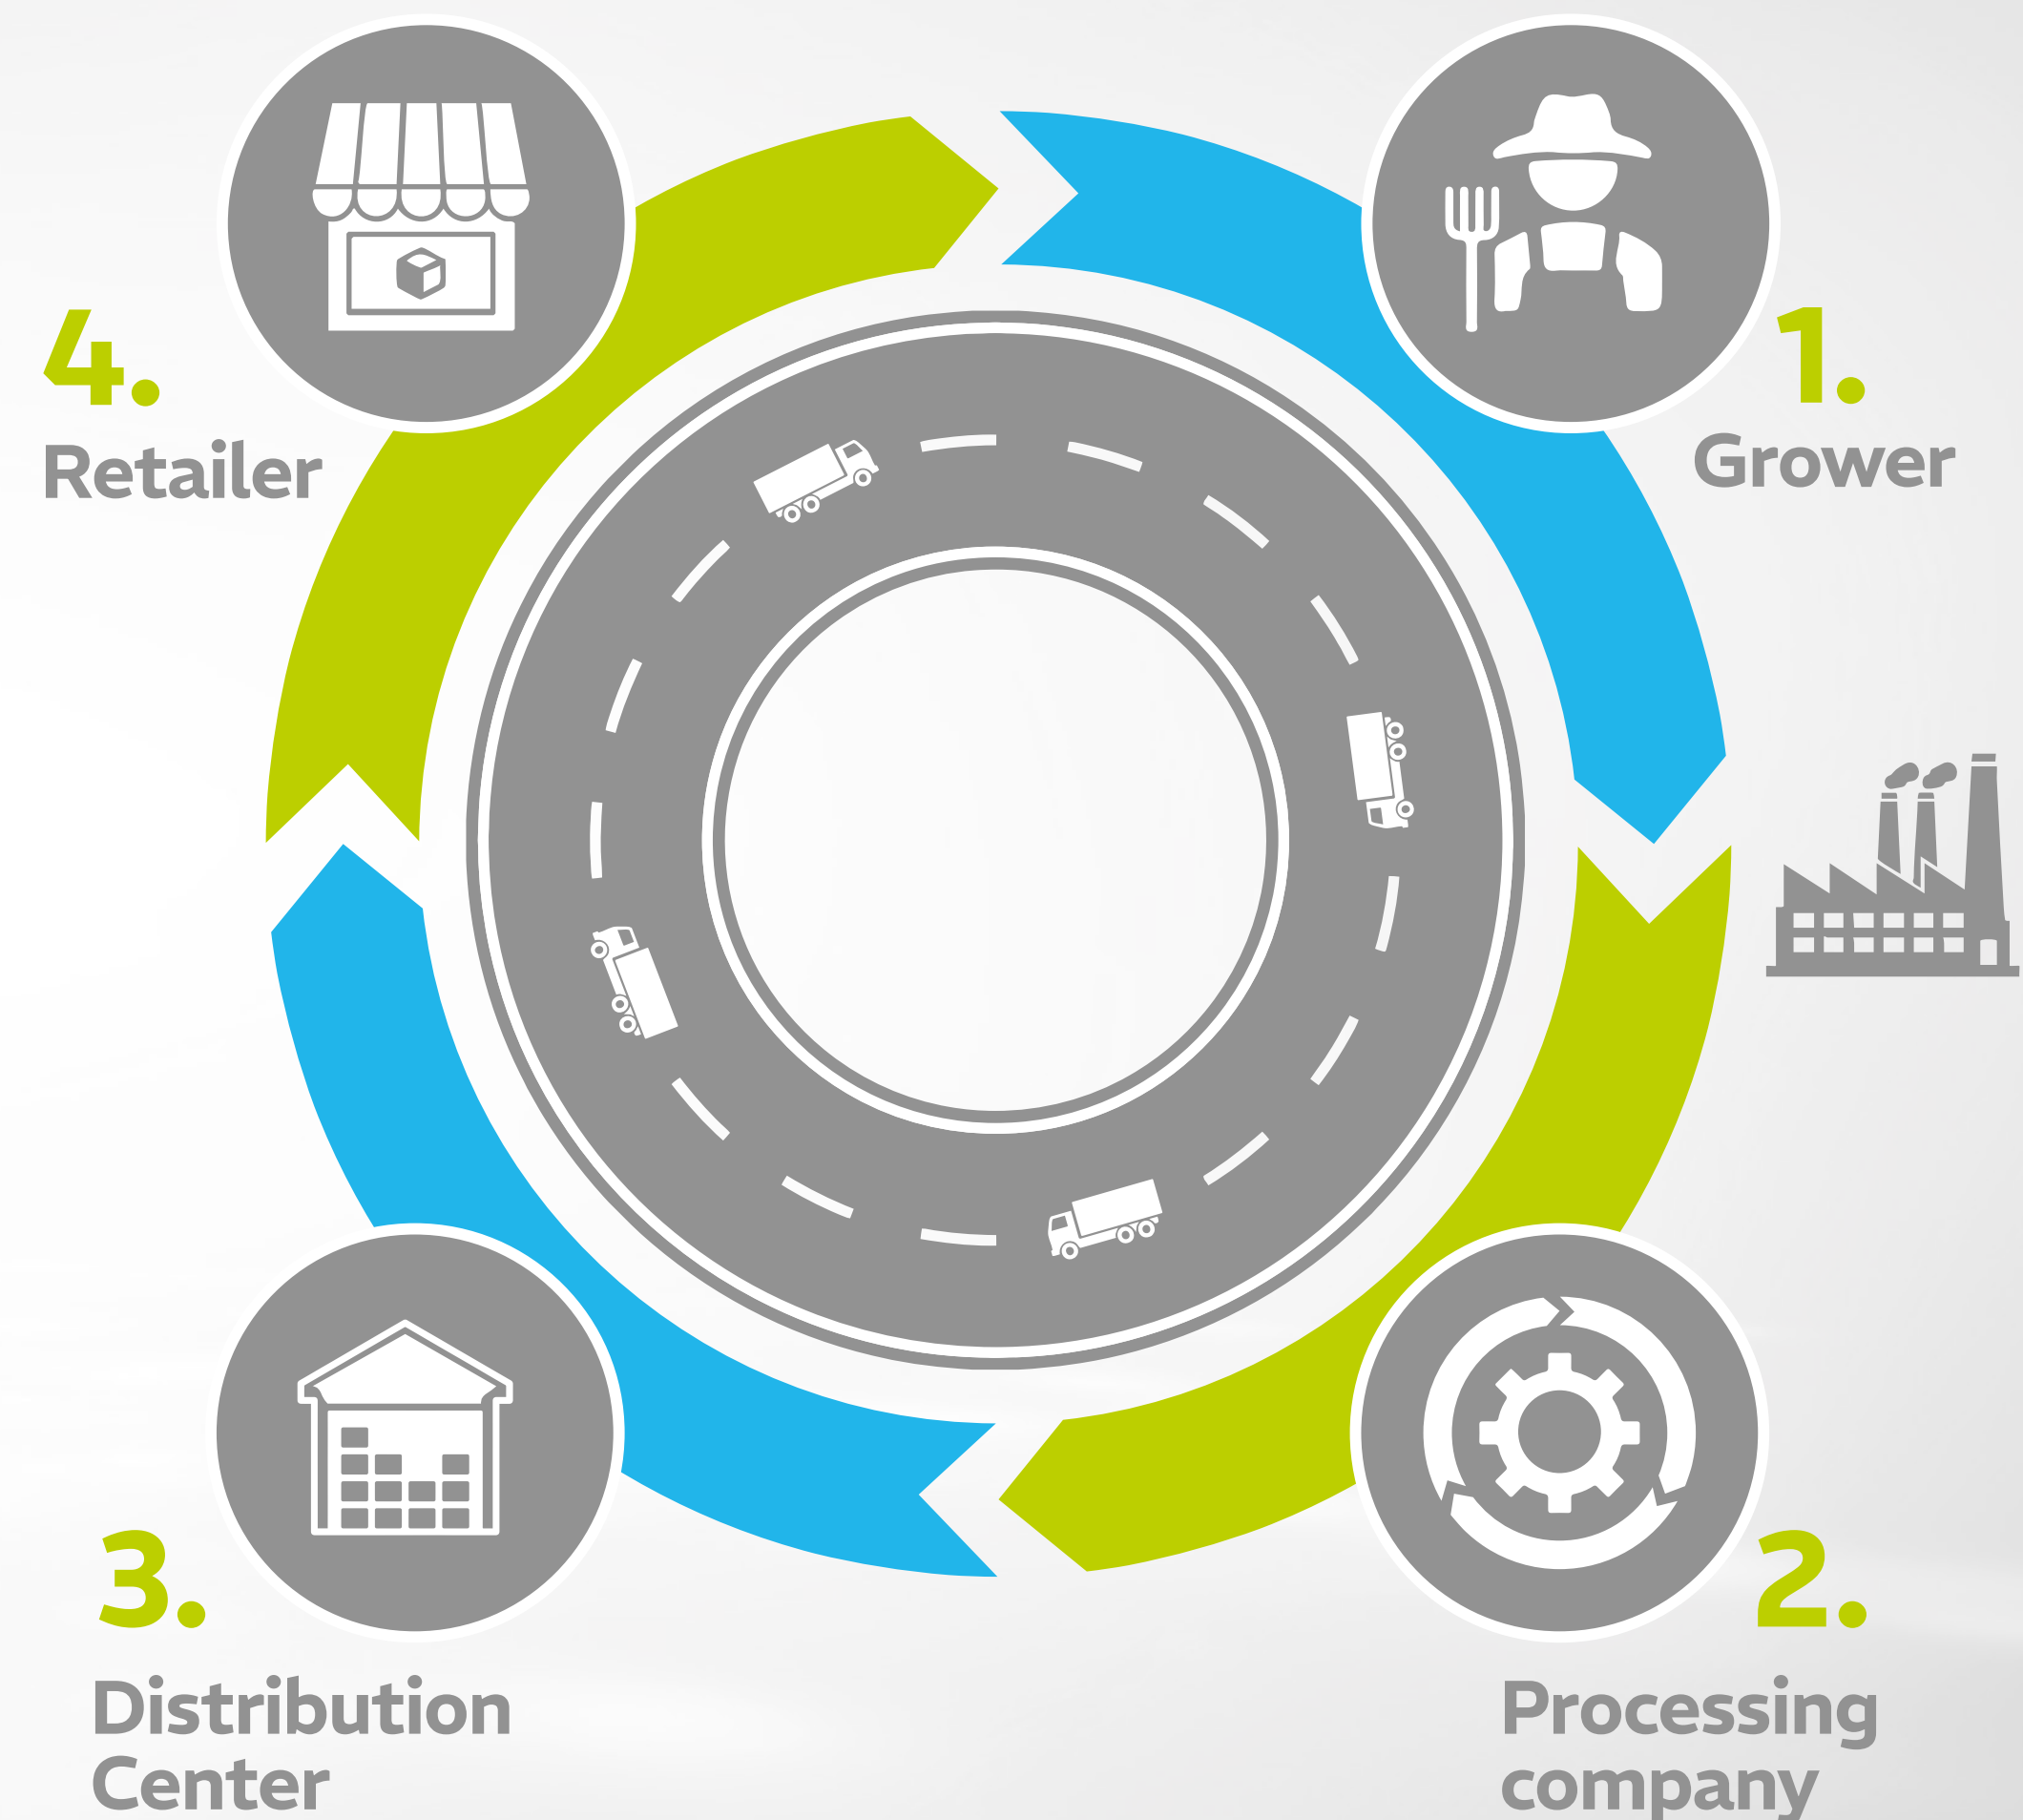 1.
Grower
2.
Processing
company
3.
Distribution
Center
4.
Retailer